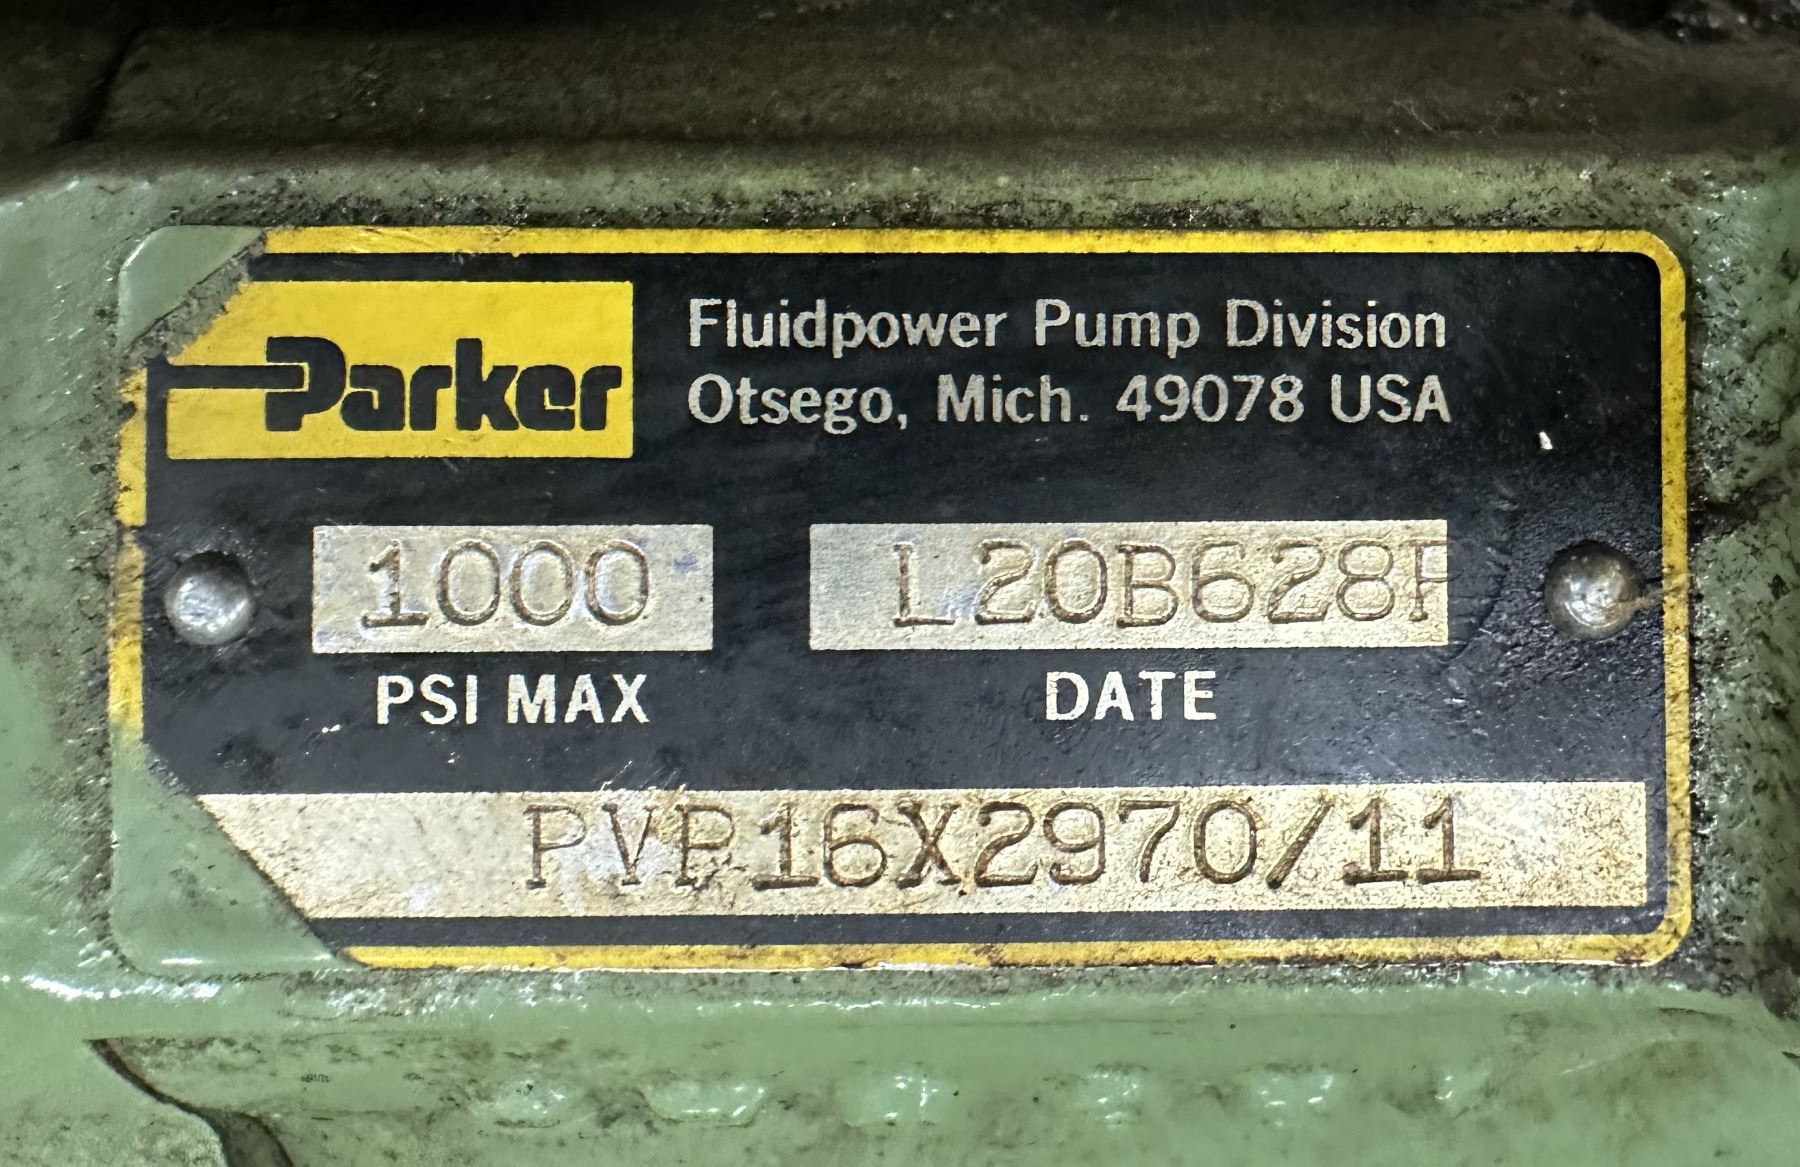 Parker
Fluidpower Pump Division
Otsego, Mich. 49078 USA
1000
L20B628F
PSI MAX
DATE
PVP16X2970/11